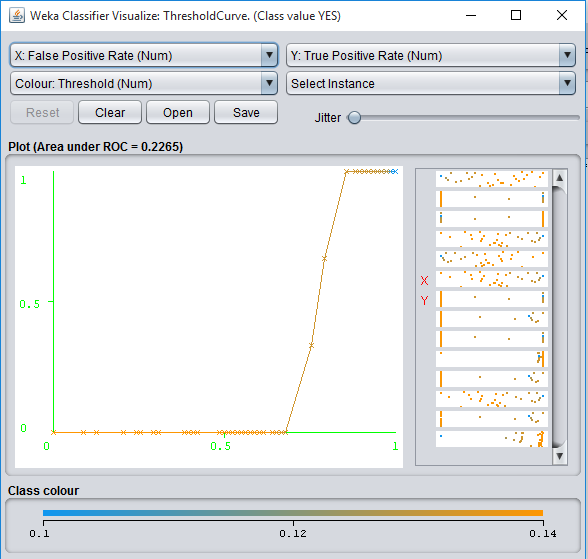 Weka Classifier Visualize: ThresholdCurve. (Class value YES)
X: False Positive Rate (Num) Y: True Positive Rate (Num)
Colour: Threshold (Num) Select Instance
Reset Clear Open Save Jitter
Plot (Area under ROC = 0.2265)
1
0.5
0
0 0.5 1
X
Y
Class colour
0.1 0.12 0.14